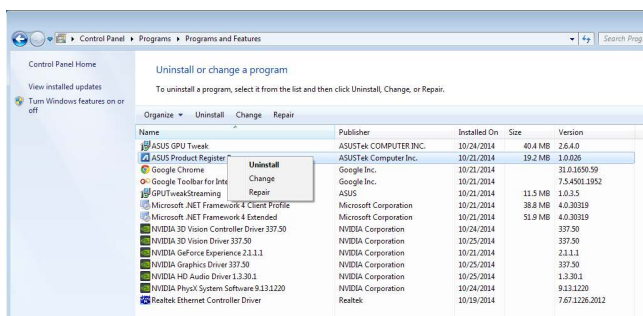 Control Panel ▸ Programs ▸ Programs and Features
Search Prog
Control Panel Home
View installed updates
Turn Windows features on or
off
Uninstall or change a program
To uninstall a program, select it from the list and then click Uninstall, Change, or Repair.
Organize Uninstall Change Repair
Name Publisher Installed On Size Version
ASUS GPU Tweak ASUSTek COMPUTER INC. 10/24/2014 40.4 MB 2.6.4.0
ASUS Product Register ASUSTek Computer Inc. 10/21/2014 19.2 MB 1.0.026
Google Chrome Google Inc. 10/21/2014 31.0.1650.59
Google Toolbar for Inte Google Inc. 10/21/2014 7.5.4501.1952
GPUTweakStreaming ASUS 10/21/2014 11.5 MB 1.0.3.5
Microsoft .NET Framework 4 Client Profile Microsoft Corporation 10/21/2014 38.8 MB 4.0.30319
Microsoft .NET Framework 4 Extended Microsoft Corporation 10/21/2014 51.9 MB 4.0.30319
NVIDIA 3D Vision Controller Driver 337.50 NVIDIA Corporation 10/24/2014 337.50
NVIDIA 3D Vision Driver 337.50 NVIDIA Corporation 10/25/2014 337.50
NVIDIA GeForce Experience 2.1.1.1 NVIDIA Corporation 10/21/2014 2.1.1.1
NVIDIA Graphics Driver 337.50 NVIDIA Corporation 10/25/2014 337.50
NVIDIA HD Audio Driver 1.3.30.1 NVIDIA Corporation 10/25/2014 1.3.30.1
NVIDIA PhysX System Software 9.13.1220 NVIDIA Corporation 10/24/2014 9.13.1220
Realtek Ethernet Controller Driver Realtek 10/19/2014 7.67.1226.2012
Uninstall
Change
Repair